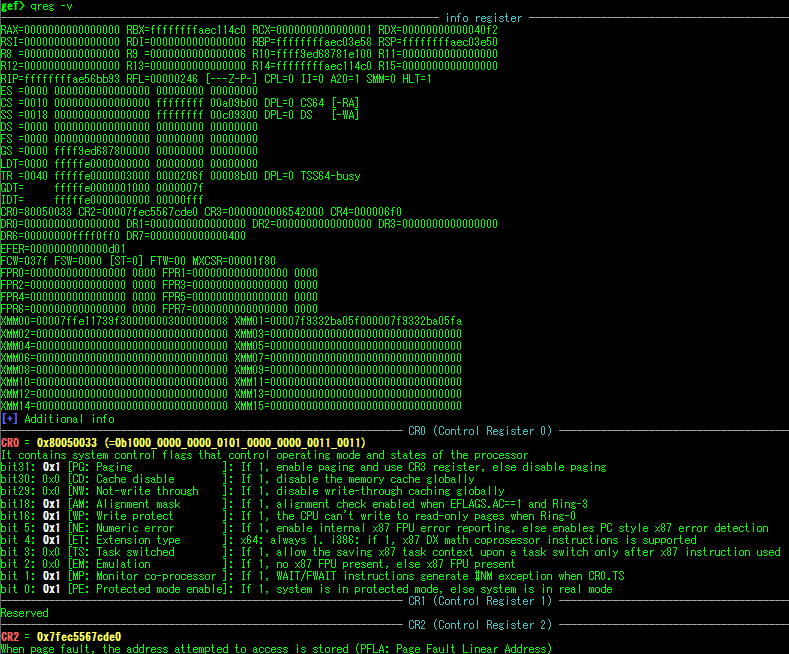 gef> qreg -v
info register
RAX=0000000000000000 RBX=ffffffffaec114c0 RCX=0000000000000001 RDX=00000000000040f2
RSI=0000000000000000 RDI=0000000000000000 RBP=ffffffffaec03e58 RSP=ffffffffaec03e50
R8 =0000000000000000 R9 =0000000000000006 R10=ffff9ed68781e100 R11=0000000000000000
R12=0000000000000000 R13=0000000000000000 R14=ffffffffaec114c0 R15=0000000000000000
RIP=ffffffffae56bb93 RFL=00000246 [---Z-P-] CPL=0 II=0 A20=1 SMM=0 HLT=1
ES =0000 0000000000000000 00000000 00000000
CS =0010 0000000000000000 ffffffff 00a09b00 DPL=0 CS64 [-RA]
SS =0018 0000000000000000 ffffffff 00c09300 DPL=0 DS   [-WA]
DS =0000 0000000000000000 00000000 00000000
FS =0000 0000000000000000 00000000 00000000
GS =0000 ffff9ed687800000 00000000 00000000
LDT=0000 fffffe0000000000 00000000 00000000
TR =0040 fffffe0000003000 0000206f 00008b00 DPL=0 TSS64-busy
GDT=     fffffe0000001000 0000007f
IDT=     fffffe0000000000 00000fff
CR0=80050033 CR2=00007fec5567cde0 CR3=0000000006542000 CR4=000006f0
DR0=0000000000000000 DR1=0000000000000000 DR2=0000000000000000 DR3=0000000000000000
DR6=00000000ffff0ff0 DR7=0000000000000400
EFER=0000000000000d01
FCW=037f FSW=0000 [ST=0] FTW=00 MXCSR=00001f80
FPR0=0000000000000000 0000 FPR1=0000000000000000 0000
FPR2=0000000000000000 0000 FPR3=0000000000000000 0000
FPR4=0000000000000000 0000 FPR5=0000000000000000 0000
FPR6=0000000000000000 0000 FPR7=0000000000000000 0000
XMM00=00007ffe11739f300000003000000008 XMM01=00007f9332ba05f000007f9332ba05fa
XMM02=00000000000000000000000000000000 XMM03=00000000000000000000000000000000
XMM04=00000000000000000000000000000000 XMM05=00000000000000000000000000000000
XMM06=00000000000000000000000000000000 XMM07=00000000000000000000000000000000
XMM08=00000000000000000000000000000000 XMM09=00000000000000000000000000000000
XMM10=00000000000000000000000000000000 XMM11=00000000000000000000000000000000
XMM12=00000000000000000000000000000000 XMM13=00000000000000000000000000000000
XMM14=00000000000000000000000000000000 XMM15=00000000000000000000000000000000
[+] Additional info
CR0 (Control Register 0)
CR0 = 0x80050033 (=0b1000_0000_0000_0101_0000_0000_0011_0011)
It contains system control flags that control operating mode and states of the processor
bit31: 0x1 [PG: Paging               ]: If 1, enable paging and use CR3 register, else disable paging
bit30: 0x0 [CD: Cache disable        ]: If 1, disable the memory cache globally
bit29: 0x0 [NW: Not-write through    ]: If 1, disable write-through caching globally
bit18: 0x1 [AM: Alignment mask       ]: If 1, alignment check enabled when EFLAGS.AC==1 and Ring-3
bit16: 0x1 [WP: Write protect        ]: If 1, the CPU can't write to read-only pages when Ring-0
bit 5: 0x1 [NE: Numeric error        ]: If 1, enable internal x87 FPU error reporting, else enables PC style x87 error detection
bit 4: 0x1 [ET: Extension type       ]: x64: always 1. i386: if 1, x87 DX math coprosessor instructions is supported
bit 3: 0x0 [TS: Task switched        ]: If 1, allow the saving x87 task context upon a task switch only after x87 instruction used
bit 2: 0x0 [EM: Emulation            ]: If 1, no x87 FPU present, else x87 FPU present
bit 1: 0x1 [MP: Monitor co-processor ]: If 1, WAIT/FWAIT instructions generate #NM exception when CR0.TS
bit 0: 0x1 [PE: Protected mode enable]: If 1, system is in protected mode, else system is in real mode
CR1 (Control Register 1)
Reserved
CR2 (Control Register 2)
CR2 = 0x7fec5567cde0
When page fault, the address attempted to access is stored (PFLA: Page Fault Linear Address)